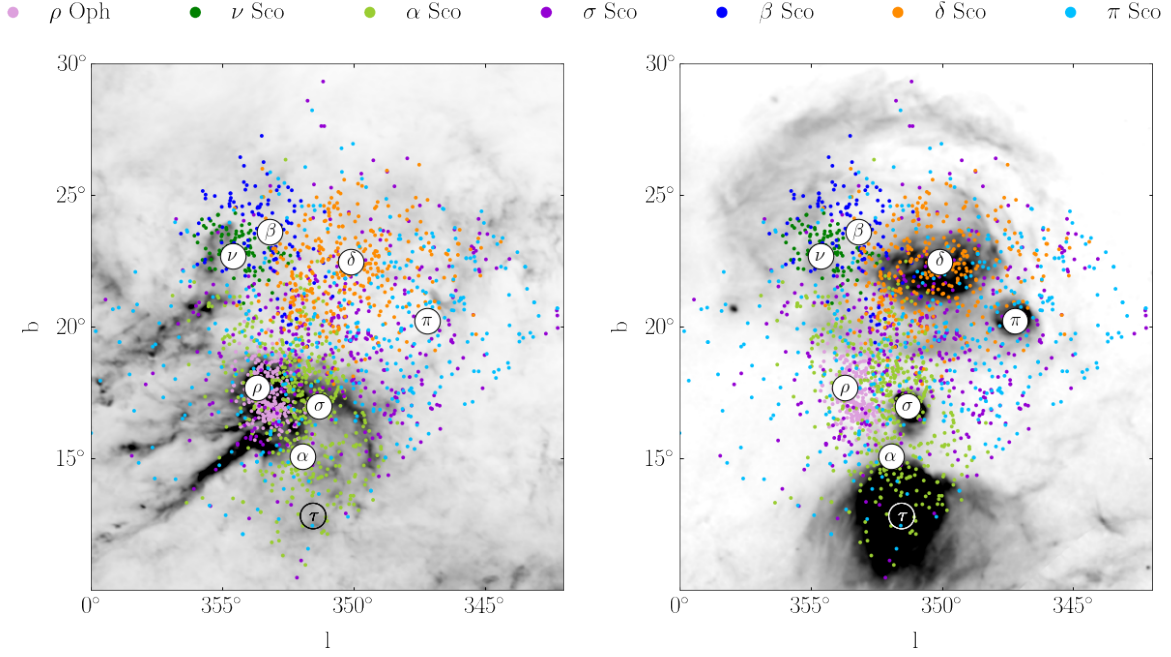 ρ Oph ν Sco α Sco σ Sco β Sco δ Sco π Sco
30° 30°
25° 25°
20° 20°
15° 15°
b b
β β
ν δ ν δ
π π
ρ ρ
σ σ
α α
τ τ
0° 355° 350° 345° 0° 355° 350° 345°
l l